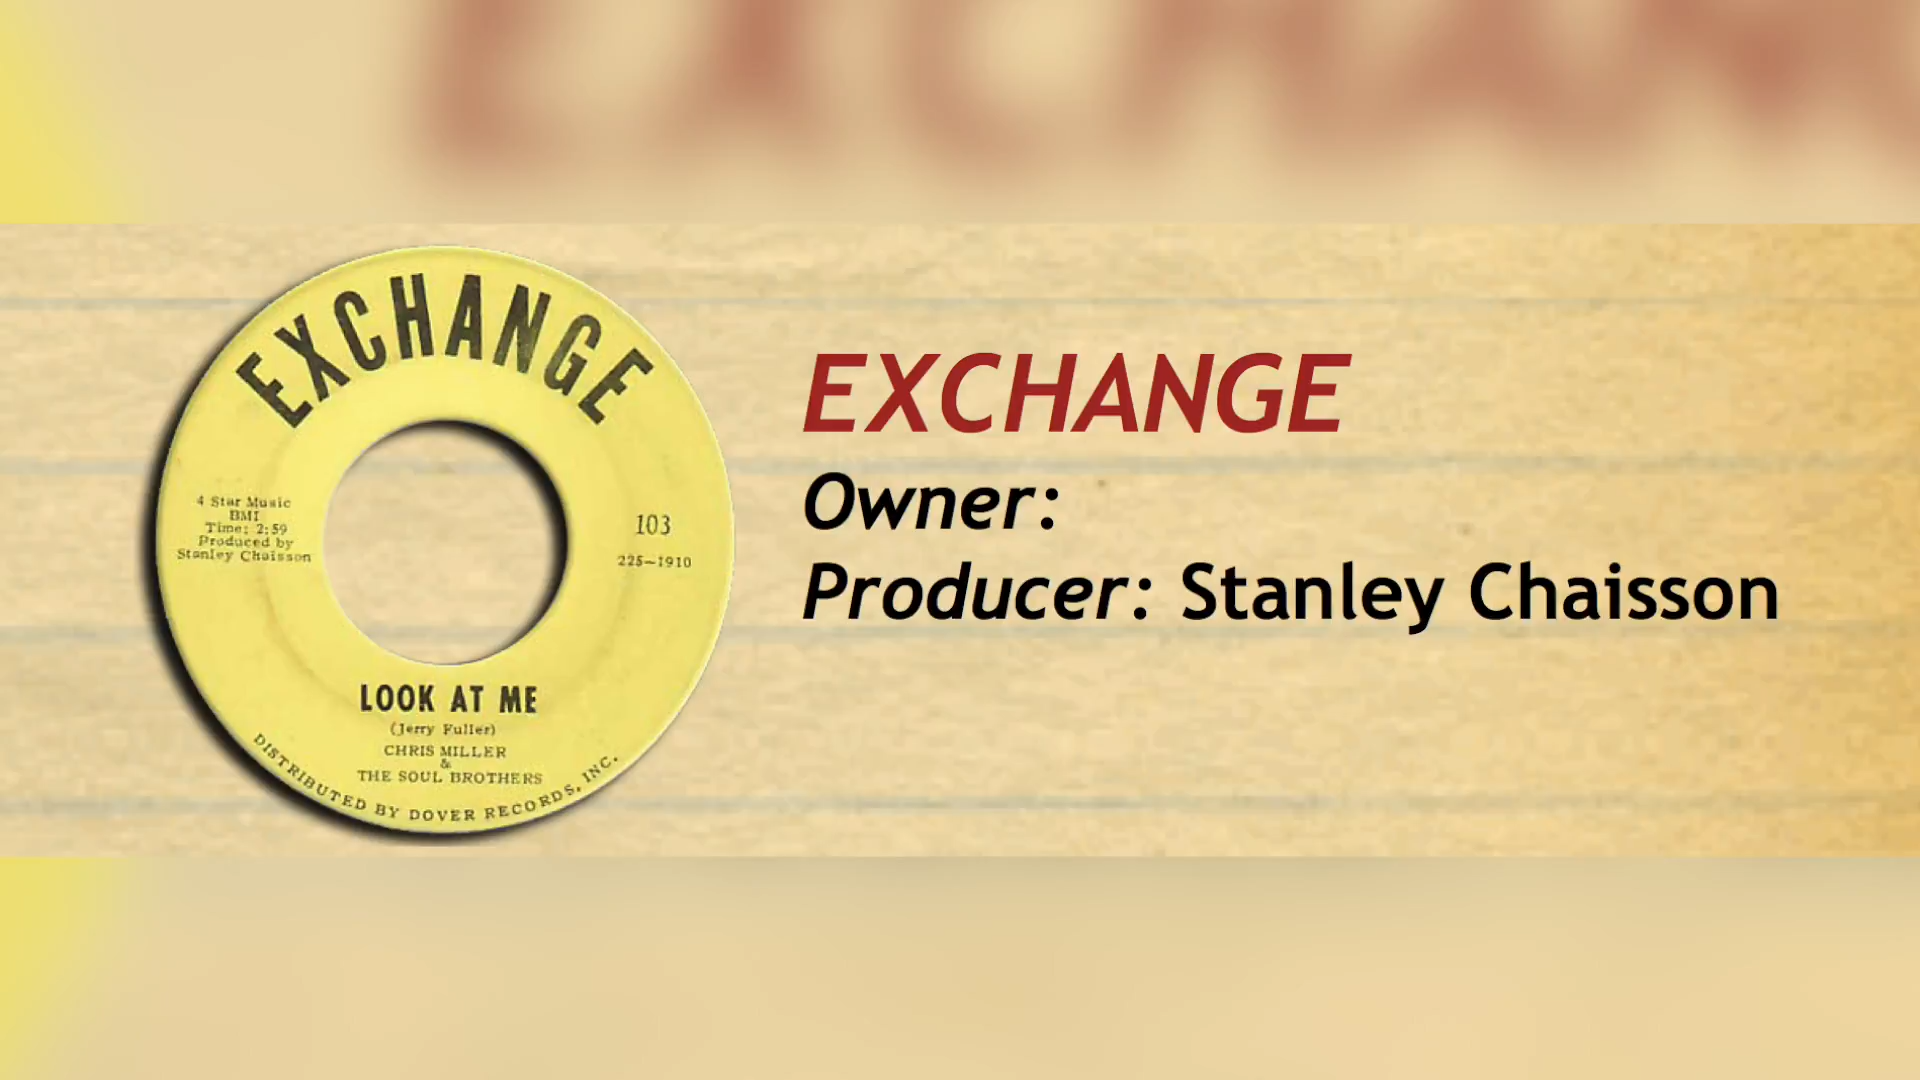 EXCHANGE
4 Star Music
BMI
Time: 2:59
Produced by
Stanley Chaisson
103
225-1910
LOOK AT ME
(Jerry Fuller)
CHRIS MILLER
&
THE SOUL BROTHERS
DISTRIBUTED BY DOVER RECORDS, INC.
EXCHANGE
Owner:
Producer: Stanley Chaisson